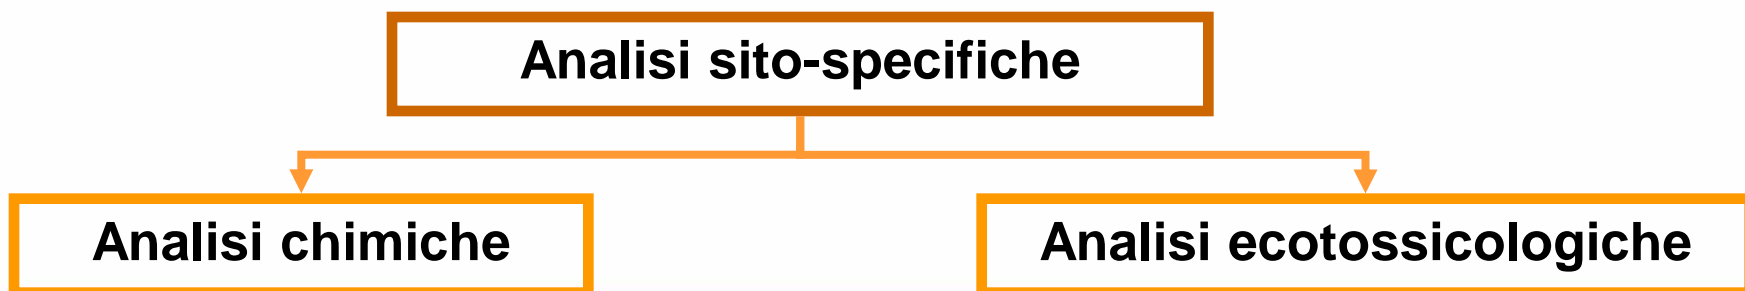 Analisi sito-specifiche
Analisi chimiche
Analisi ecotossicologiche